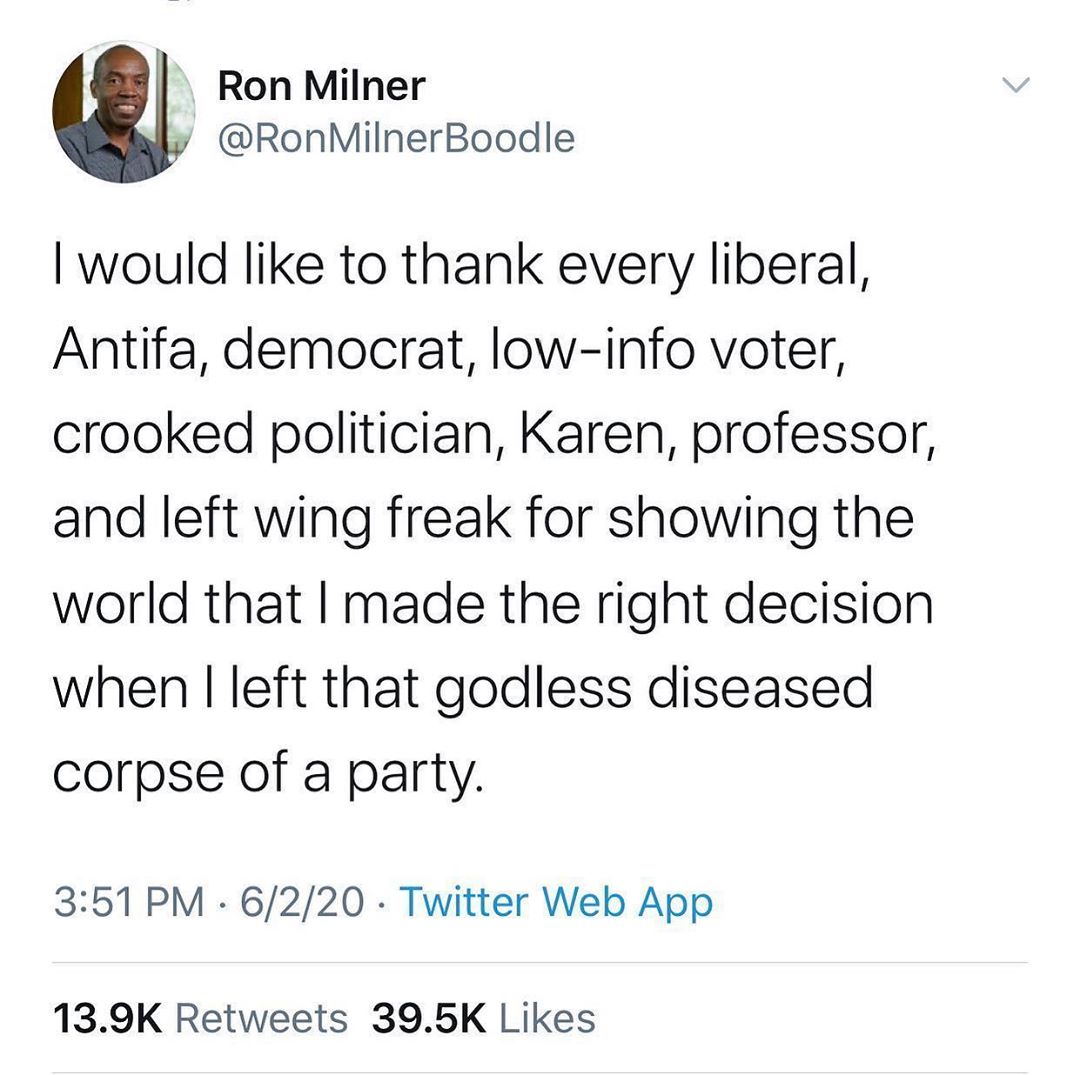 Ron Milner
@RonMilnerBoodle
I would like to thank every liberal,
Antifa, democrat, low-info voter,
crooked politician, Karen, professor,
and left wing freak for showing the
world that I made the right decision
when I left that godless diseased
corpse of a party.
3:51 PM · 6/2/20 · Twitter Web App
13.9K Retweets 39.5K Likes